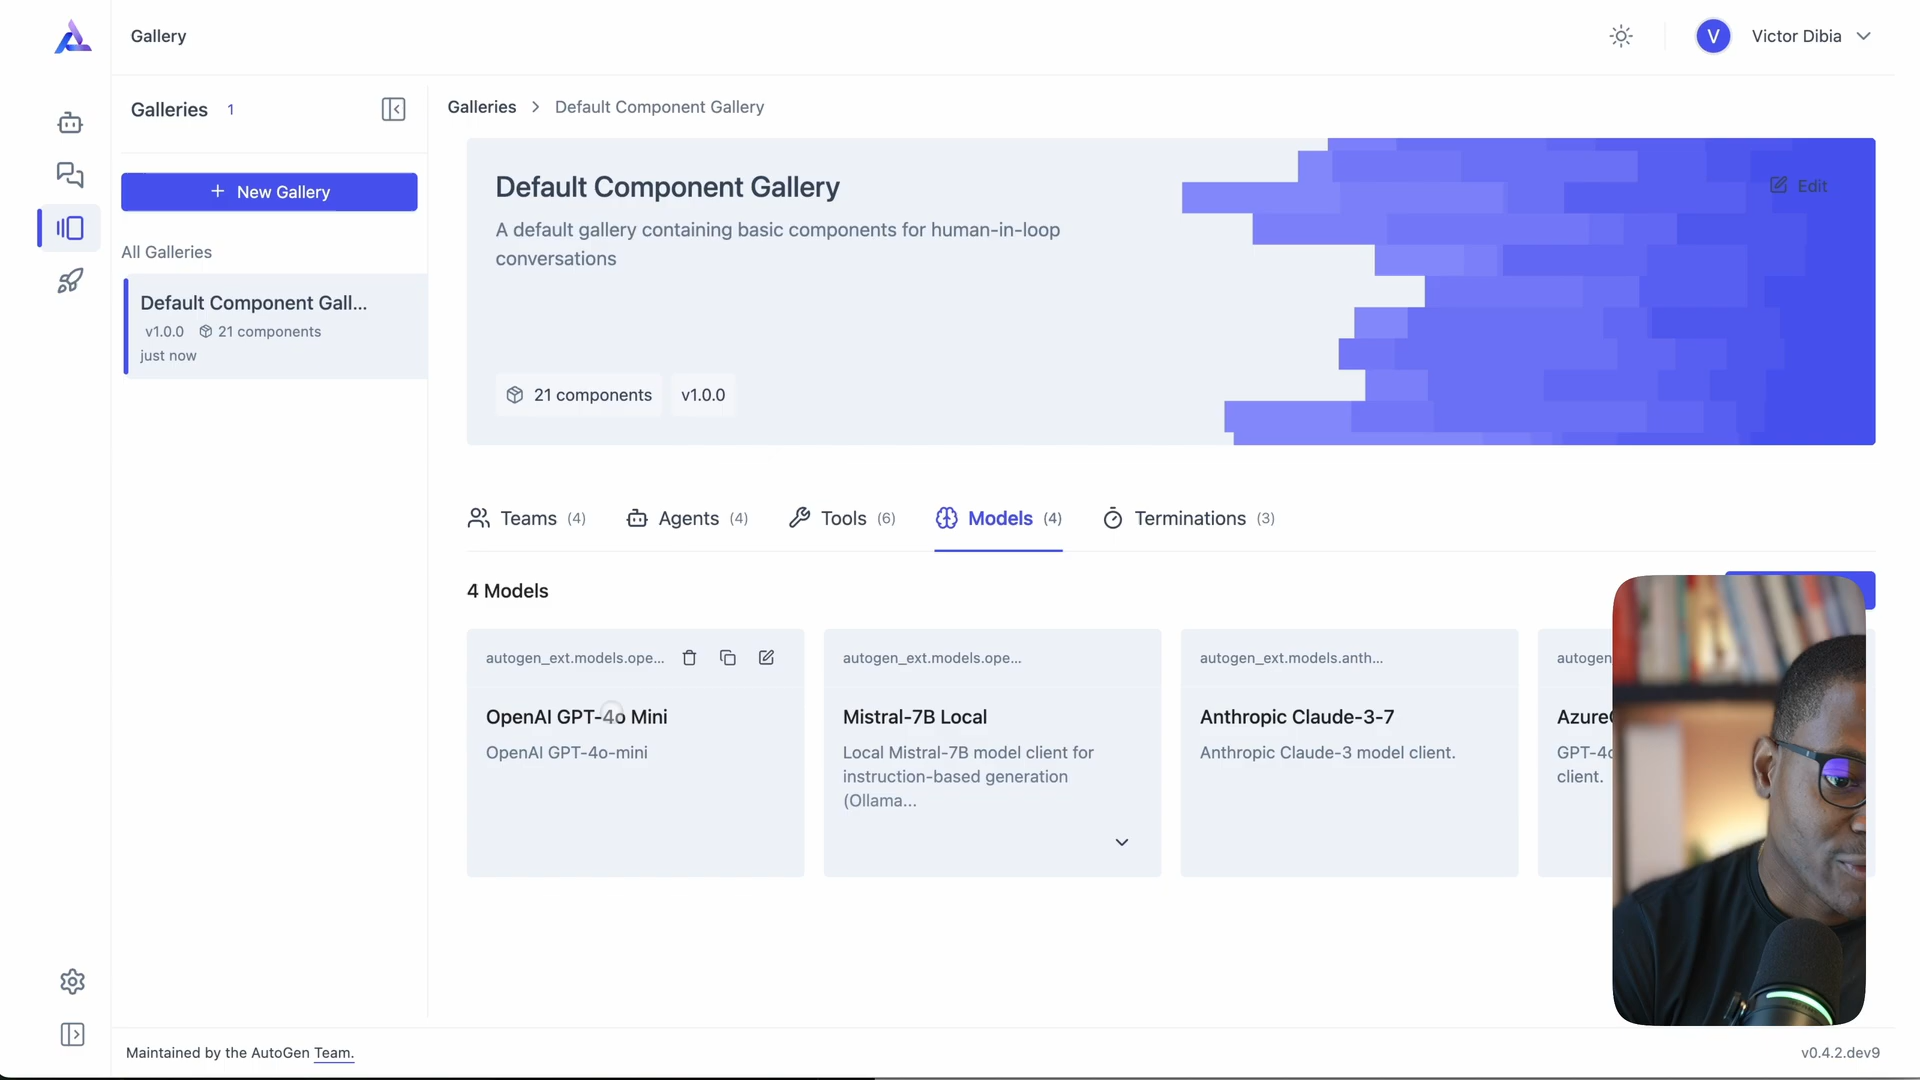 Gallery
V
Victor Dibia
Galleries 1
New Gallery
All Galleries
Default Component Gall...
v1.0.0
21 components
just now
Galleries > Default Component Gallery
Default Component Gallery
Edit
A default gallery containing basic components for human-in-loop
conversations
21 components
v1.0.0
Teams (4)
Agents (4)
Tools (6)
Models (4)
Terminations (3)
4 Models
autogen_ext.models.ope...
OpenAI GPT-4o Mini
OpenAI GPT-4o-mini
autogen_ext.models.ope...
Mistral-7B Local
Local Mistral-7B model client for
instruction-based generation
(Ollama...
autogen_ext.models.anth...
Anthropic Claude-3-7
Anthropic Claude-3 model client.
autogen
client.
Maintained by the AutoGen Team.
v0.4.2.dev9